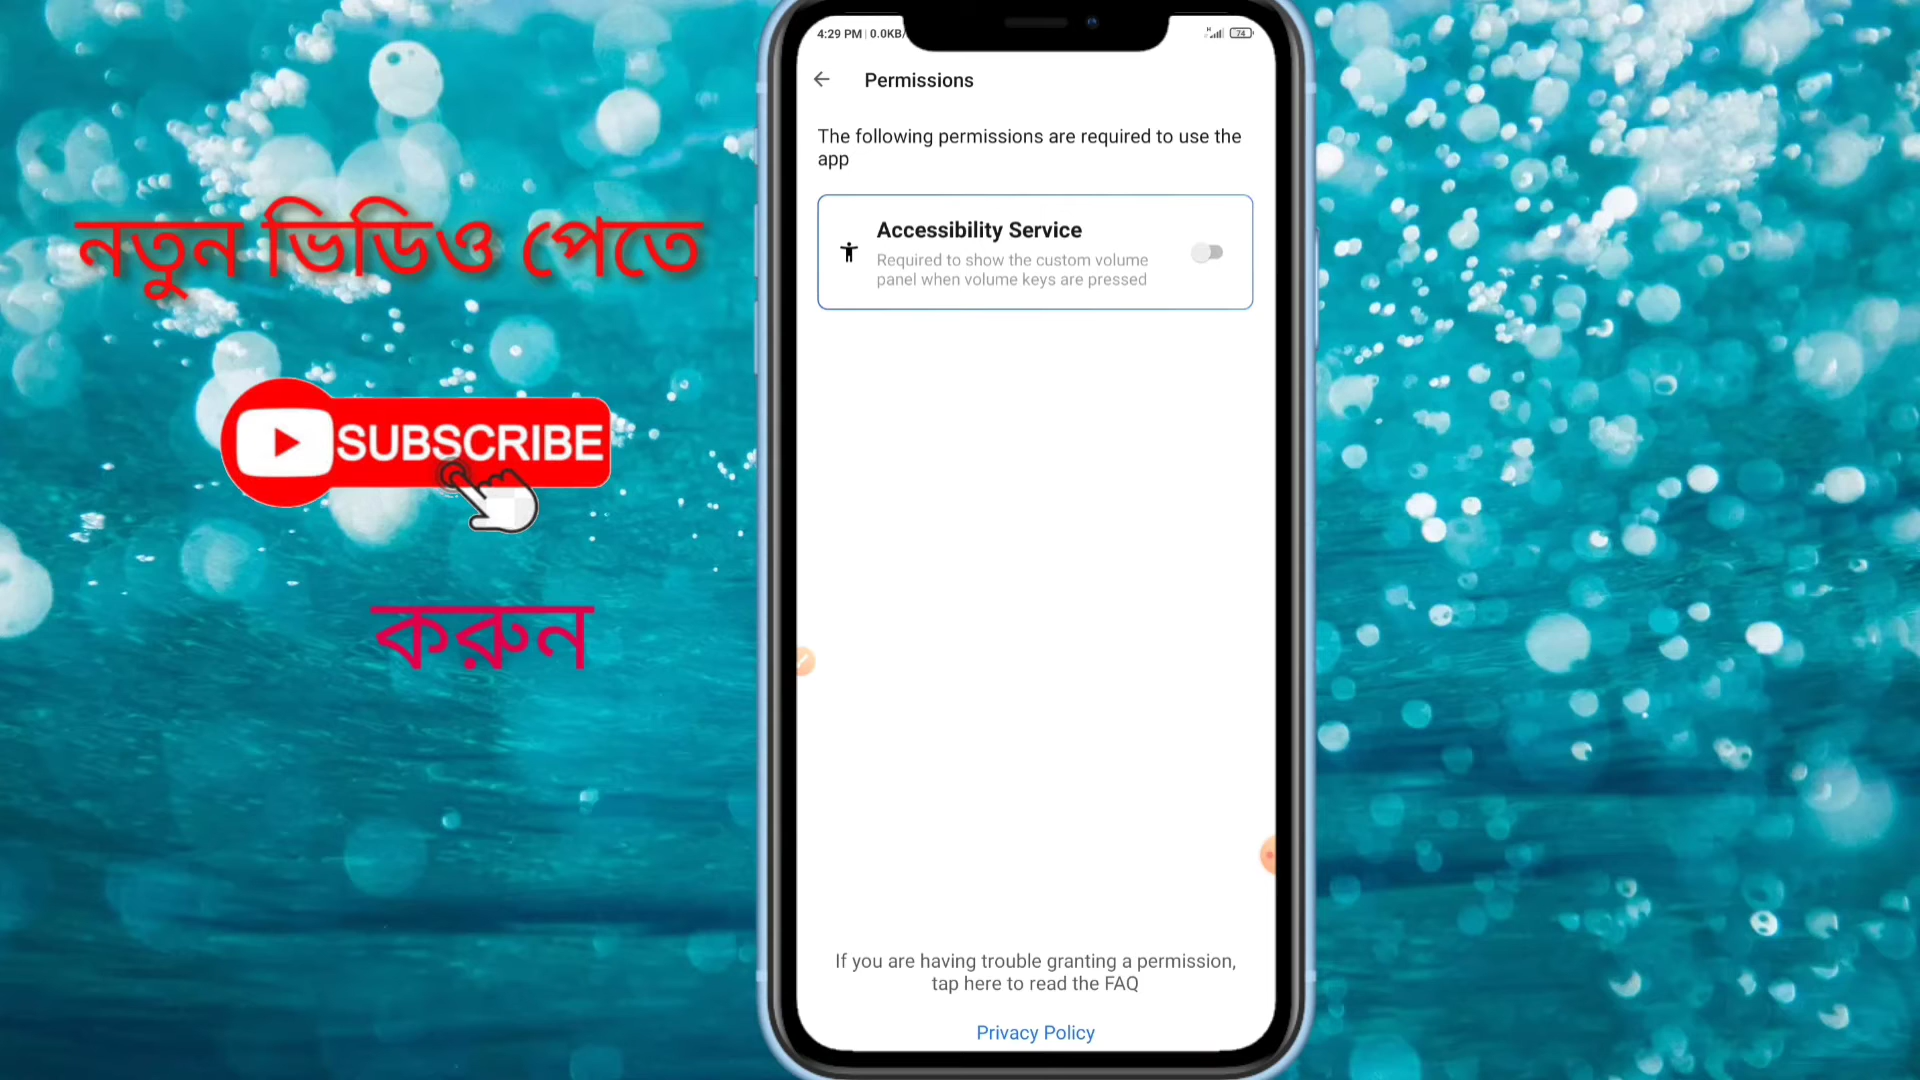 নতুন ভিডিও পেতে
SUBSCRIBE
করুন
4:29 PM | 0.0KB/
74
Permissions
The following permissions are required to use the
app
Accessibility Service
Required to show the custom volume
panel when volume keys are pressed
If you are having trouble granting a permission,
tap here to read the FAQ
Privacy Policy